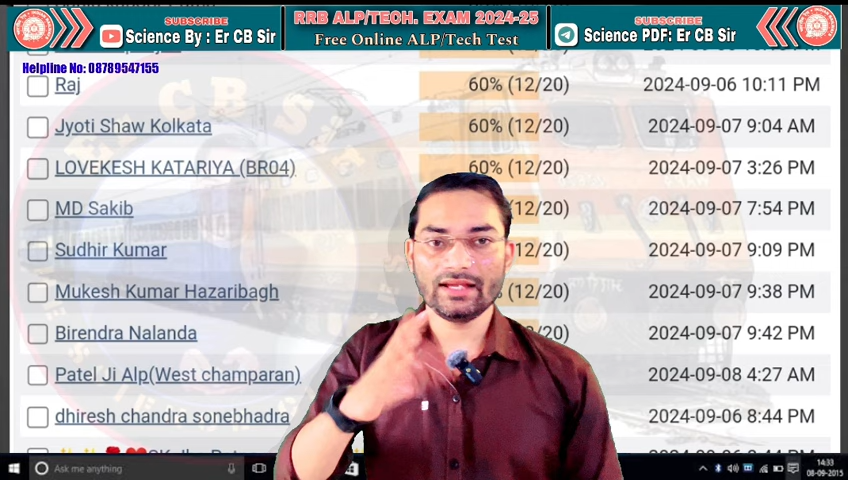 SUBSCRIBE
Science By : Er CB Sir
RRB ALP/TECH. EXAM 2024-25
Free Online ALP/Tech Test
SUBSCRIBE
Science PDF: Er CB Sir
Helpline No: 08789547155
Raj 60% (12/20) 2024-09-06 10:11 PM
Jyoti Shaw Kolkata 60% (12/20) 2024-09-07 9:04 AM
LOVEKESH KATARIYA (BR04) 60% (12/20) 2024-09-07 3:26 PM
MD Sakib (12/20) 2024-09-07 7:54 PM
Sudhir Kumar (12/20) 2024-09-07 9:09 PM
Mukesh Kumar Hazaribagh (12/20) 2024-09-07 9:38 PM
Birendra Nalanda 2024-09-07 9:42 PM
Patel Ji Alp(West champaran) 2024-09-08 4:27 AM
dhiresh chandra sonebhadra 2024-09-06 8:44 PM
Ask me anything
14:33
08-09-2015